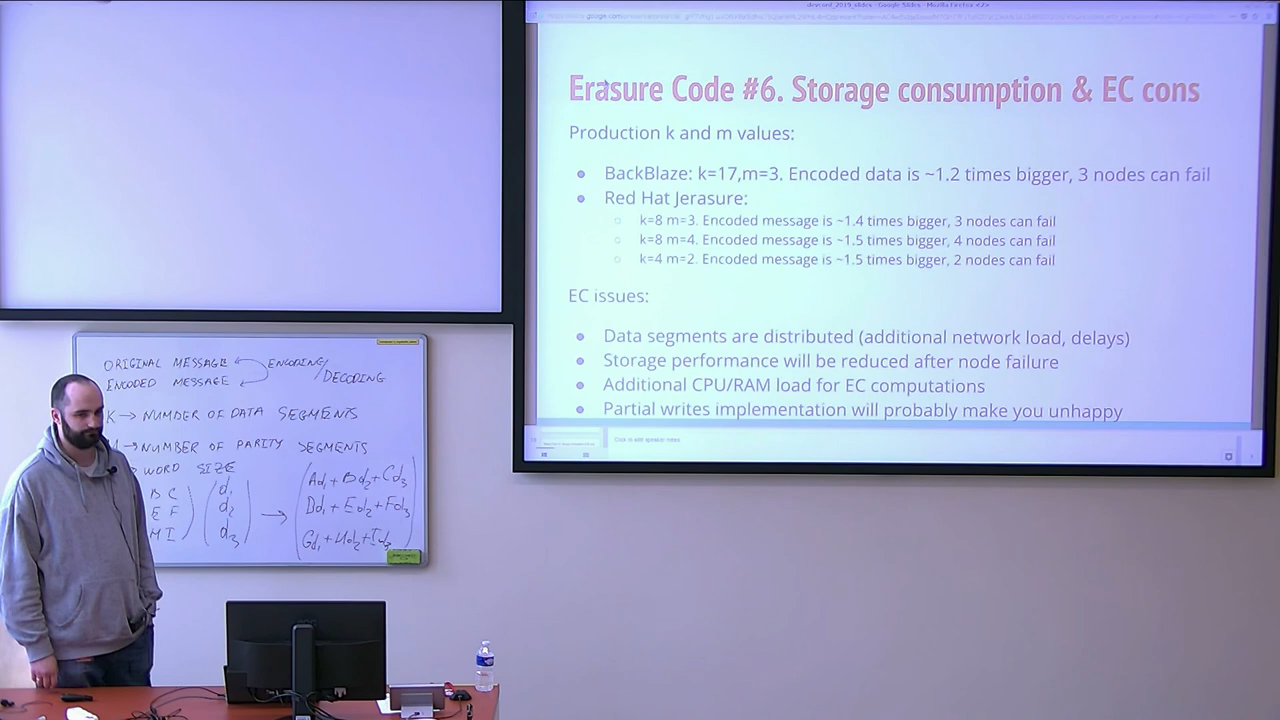 devconf_2019_slides - Google Slides - Mozilla Firefox <2>
Erasure Code #6. Storage consumption & EC cons
Production k and m values:
BackBlaze: k=17,m=3. Encoded data is ~1.2 times bigger, 3 nodes can fail
Red Hat Jerasure:
k=8 m=3. Encoded message is ~1.4 times bigger, 3 nodes can fail
k=8 m=4. Encoded message is ~1.5 times bigger, 4 nodes can fail
k=4 m=2. Encoded message is ~1.5 times bigger, 2 nodes can fail
EC issues:
Data segments are distributed (additional network load, delays)
Storage performance will be reduced after node failure
Additional CPU/RAM load for EC computations
Partial writes implementation will probably make you unhappy
Click to add speaker notes
ORIGINAL MESSAGE ENCODING/
ENCODED MESSAGE DECODING
K → NUMBER OF DATA SEGMENTS
→ NUMBER OF PARITY SEGMENTS
WORD SIZE
B C d1 Ad1 + Bd2 + Cd3
E F d2 → Dd1 + Ed2 + Fd3
H I d3 Gd1 + Hd2 + Id3